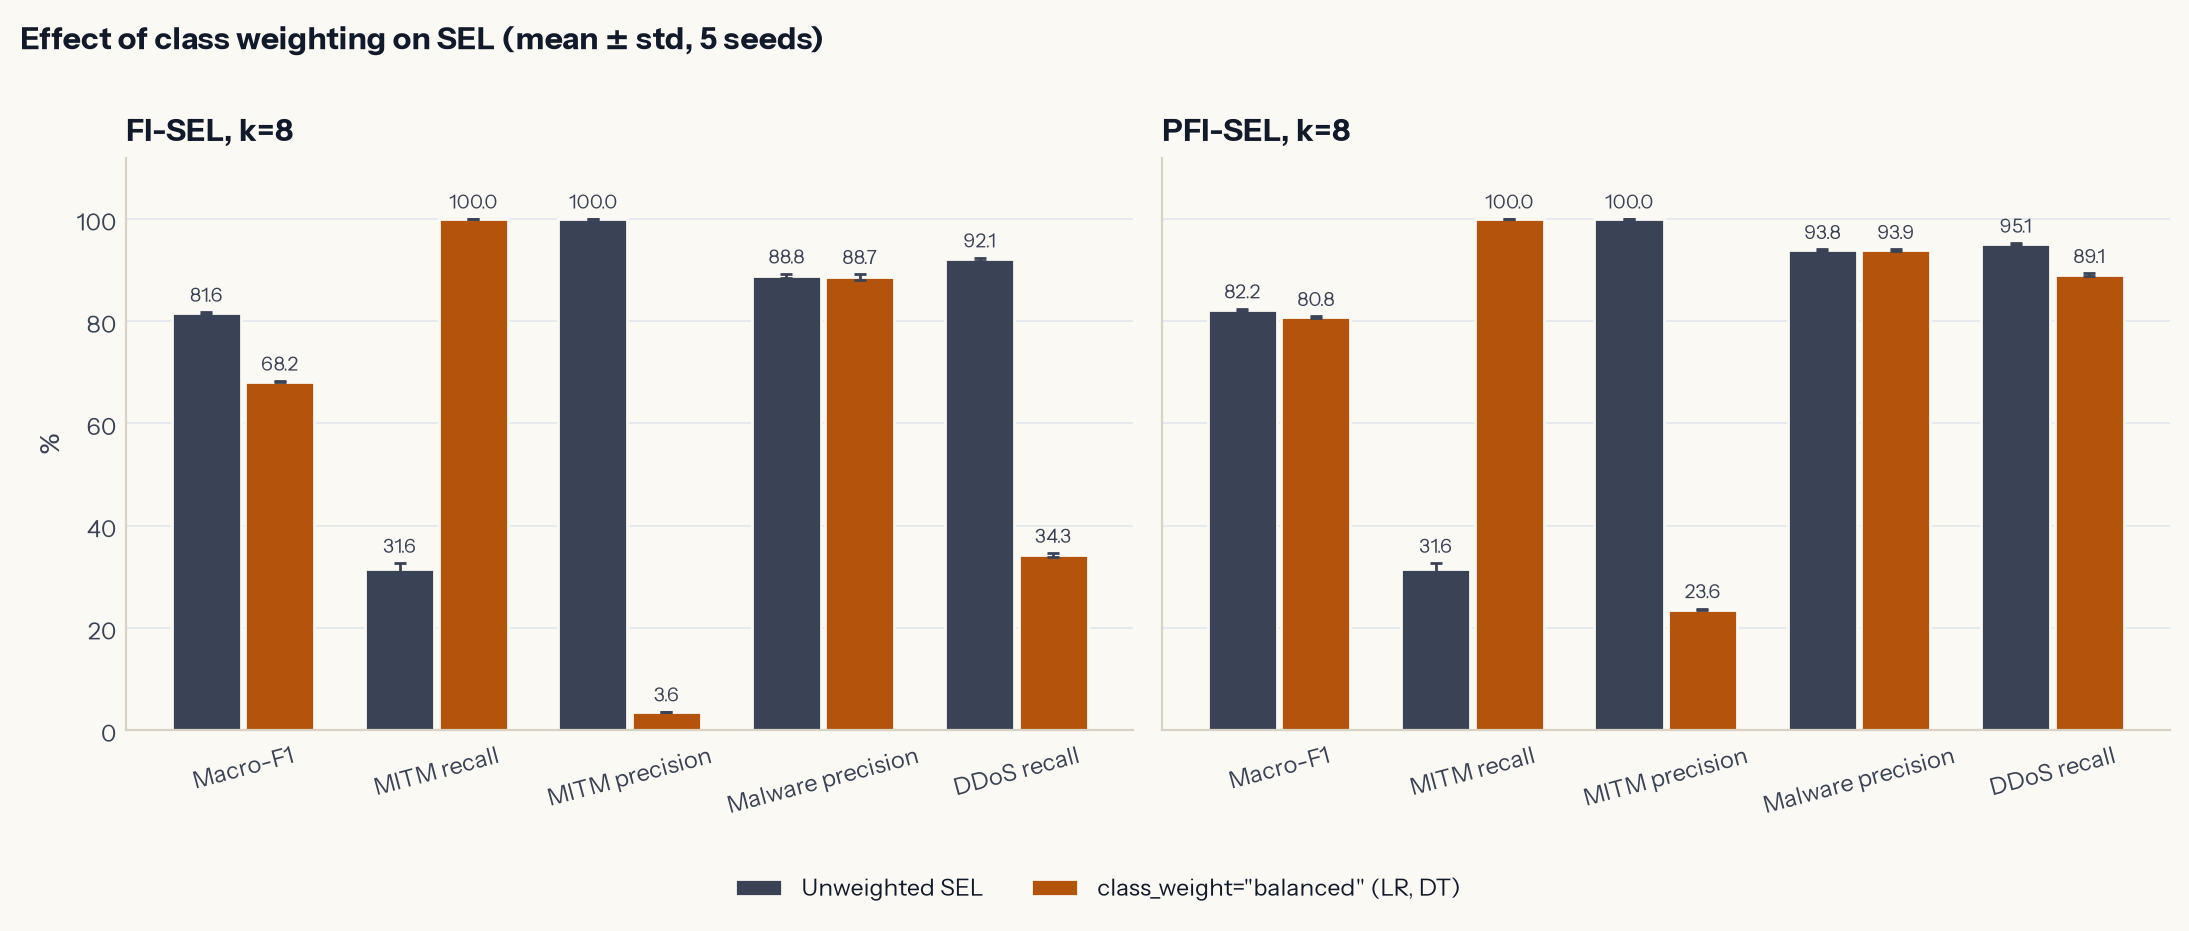 Effect of class weighting on SEL (mean ± std, 5 seeds)
FI-SEL, k=8
%
100
80
60
40
20
0
81.6
68.2
31.6
100.0
100.0
3.6
88.8
88.7
92.1
34.3
Macro-F1
MITM recall
MITM precision
Malware precision
DDoS recall
PFI-SEL, k=8
82.2
80.8
31.6
100.0
100.0
23.6
93.8
93.9
95.1
89.1
Macro-F1
MITM recall
MITM precision
Malware precision
DDoS recall
Unweighted SEL
class_weight="balanced" (LR, DT)